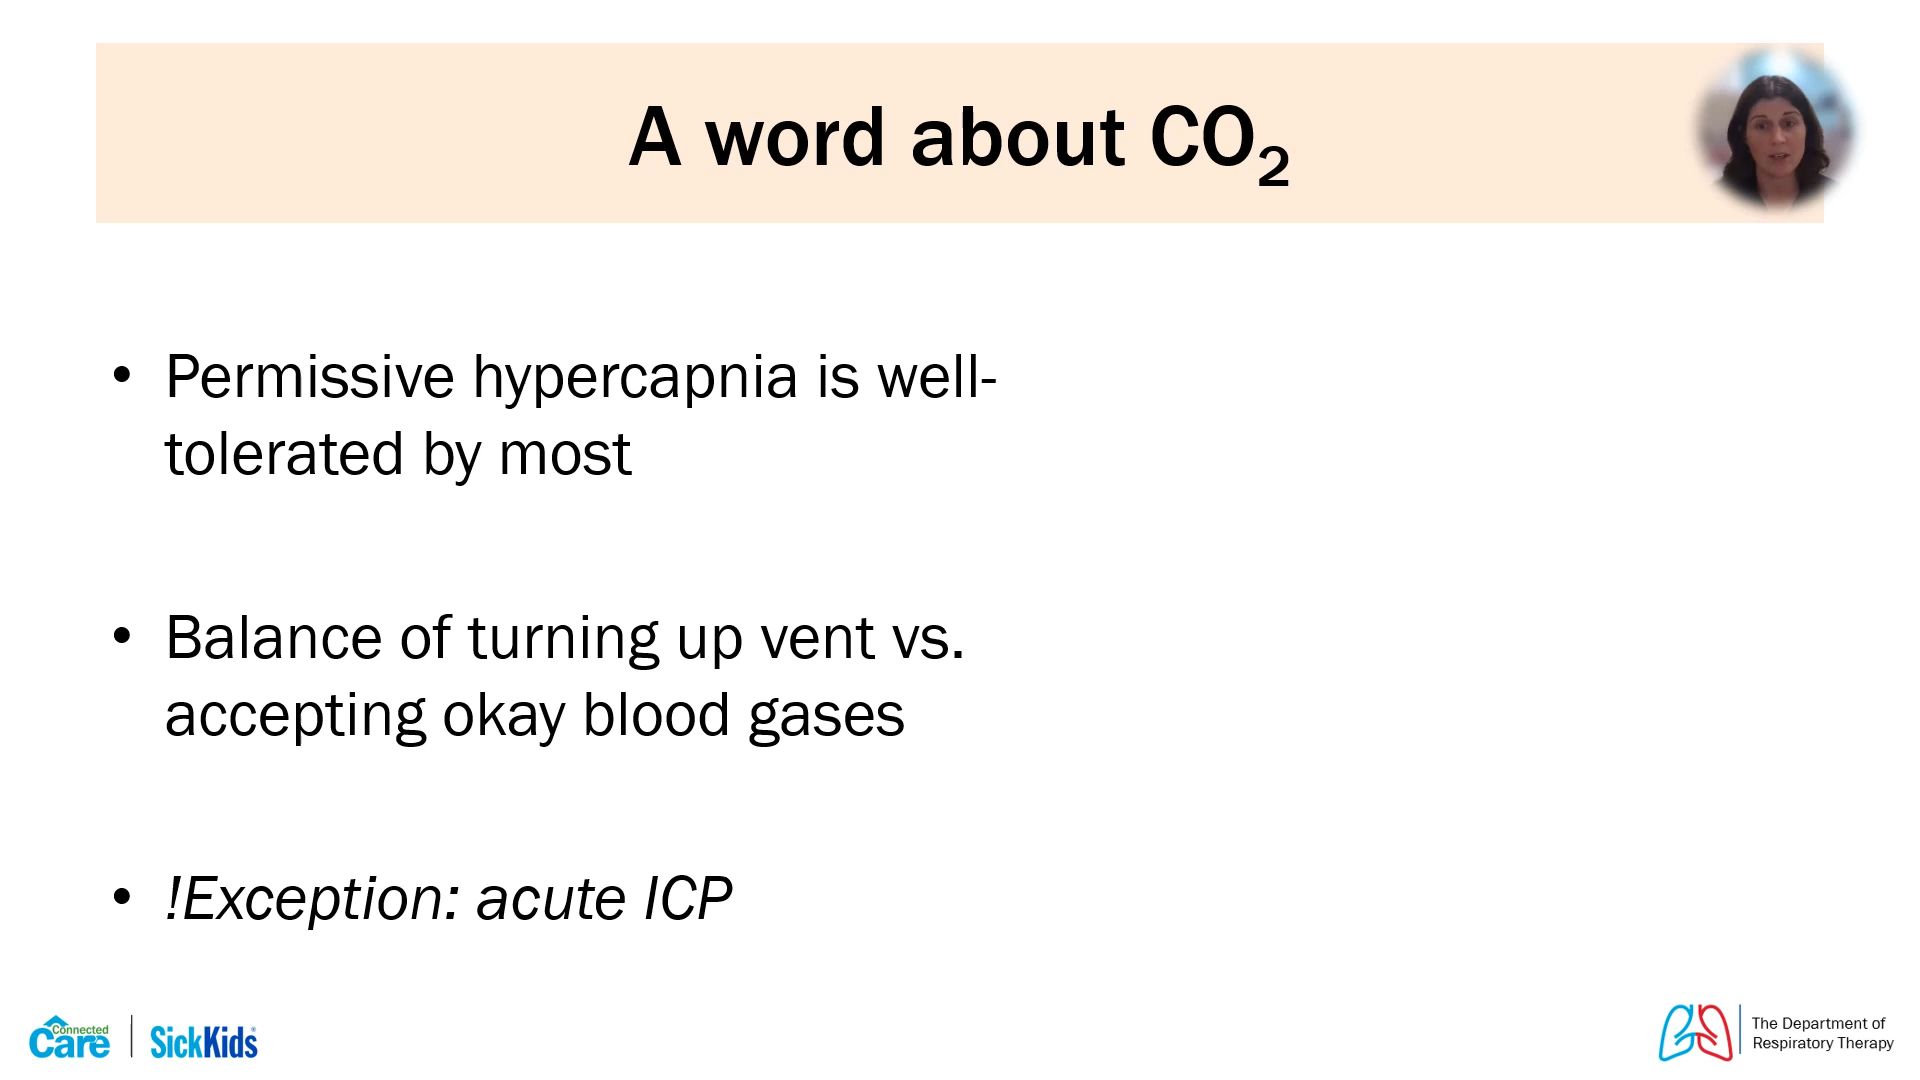 A word about CO₂
• Permissive hypercapnia is well-
tolerated by most
• Balance of turning up vent vs.
accepting okay blood gases
• !Exception: acute ICP
Connected
Care
SickKids®
The Department of
Respiratory Therapy